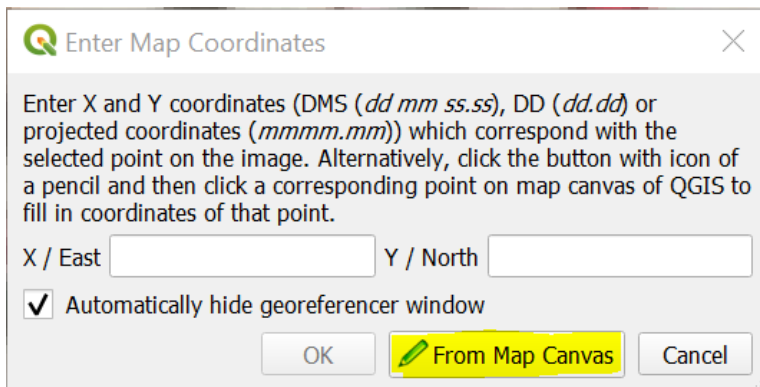 Enter Map Coordinates
Enter X and Y coordinates (DMS (dd mm ss.ss), DD (dd.dd) or
projected coordinates (mmmm.mm)) which correspond with the
selected point on the image. Alternatively, click the button with icon of
a pencil and then click a corresponding point on map canvas of QGIS to
fill in coordinates of that point.
X / East Y / North
Automatically hide georeferencer window
OK From Map Canvas Cancel